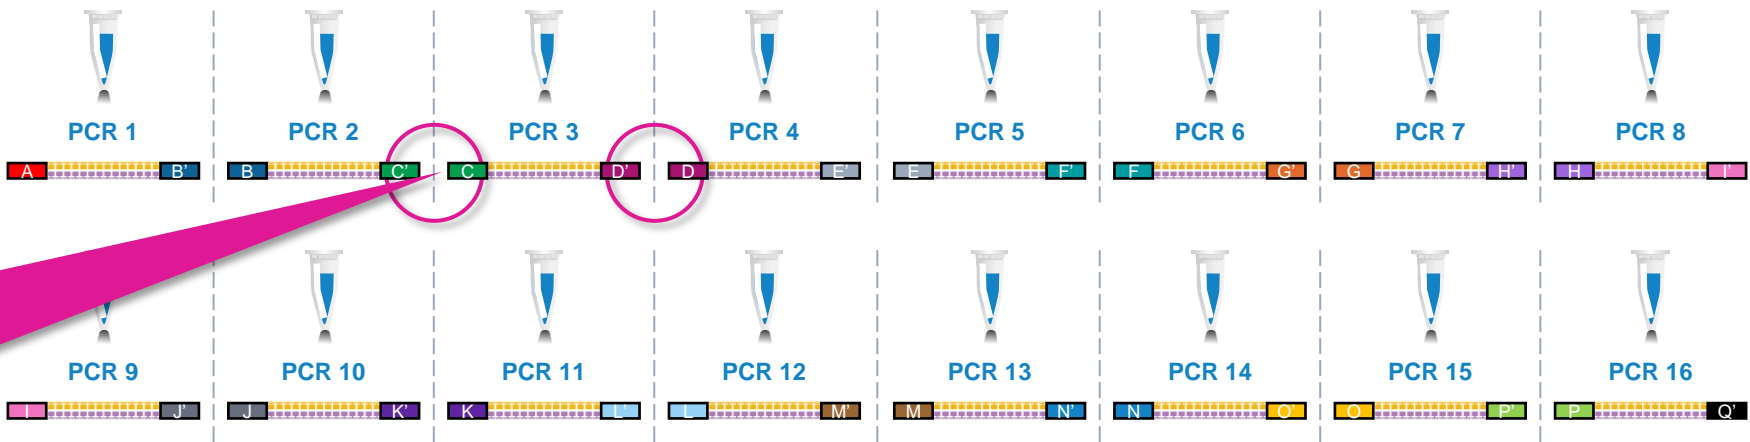 PCR 1 PCR 2 PCR 3 PCR 4 PCR 5 PCR 6 PCR 7 PCR 8
A B' B C' C D' D E' E F' F G' G H' H I'
PCR 9 PCR 10 PCR 11 PCR 12 PCR 13 PCR 14 PCR 15 PCR 16
I J' J K' K L' L M' M N' N O' O P' P Q'